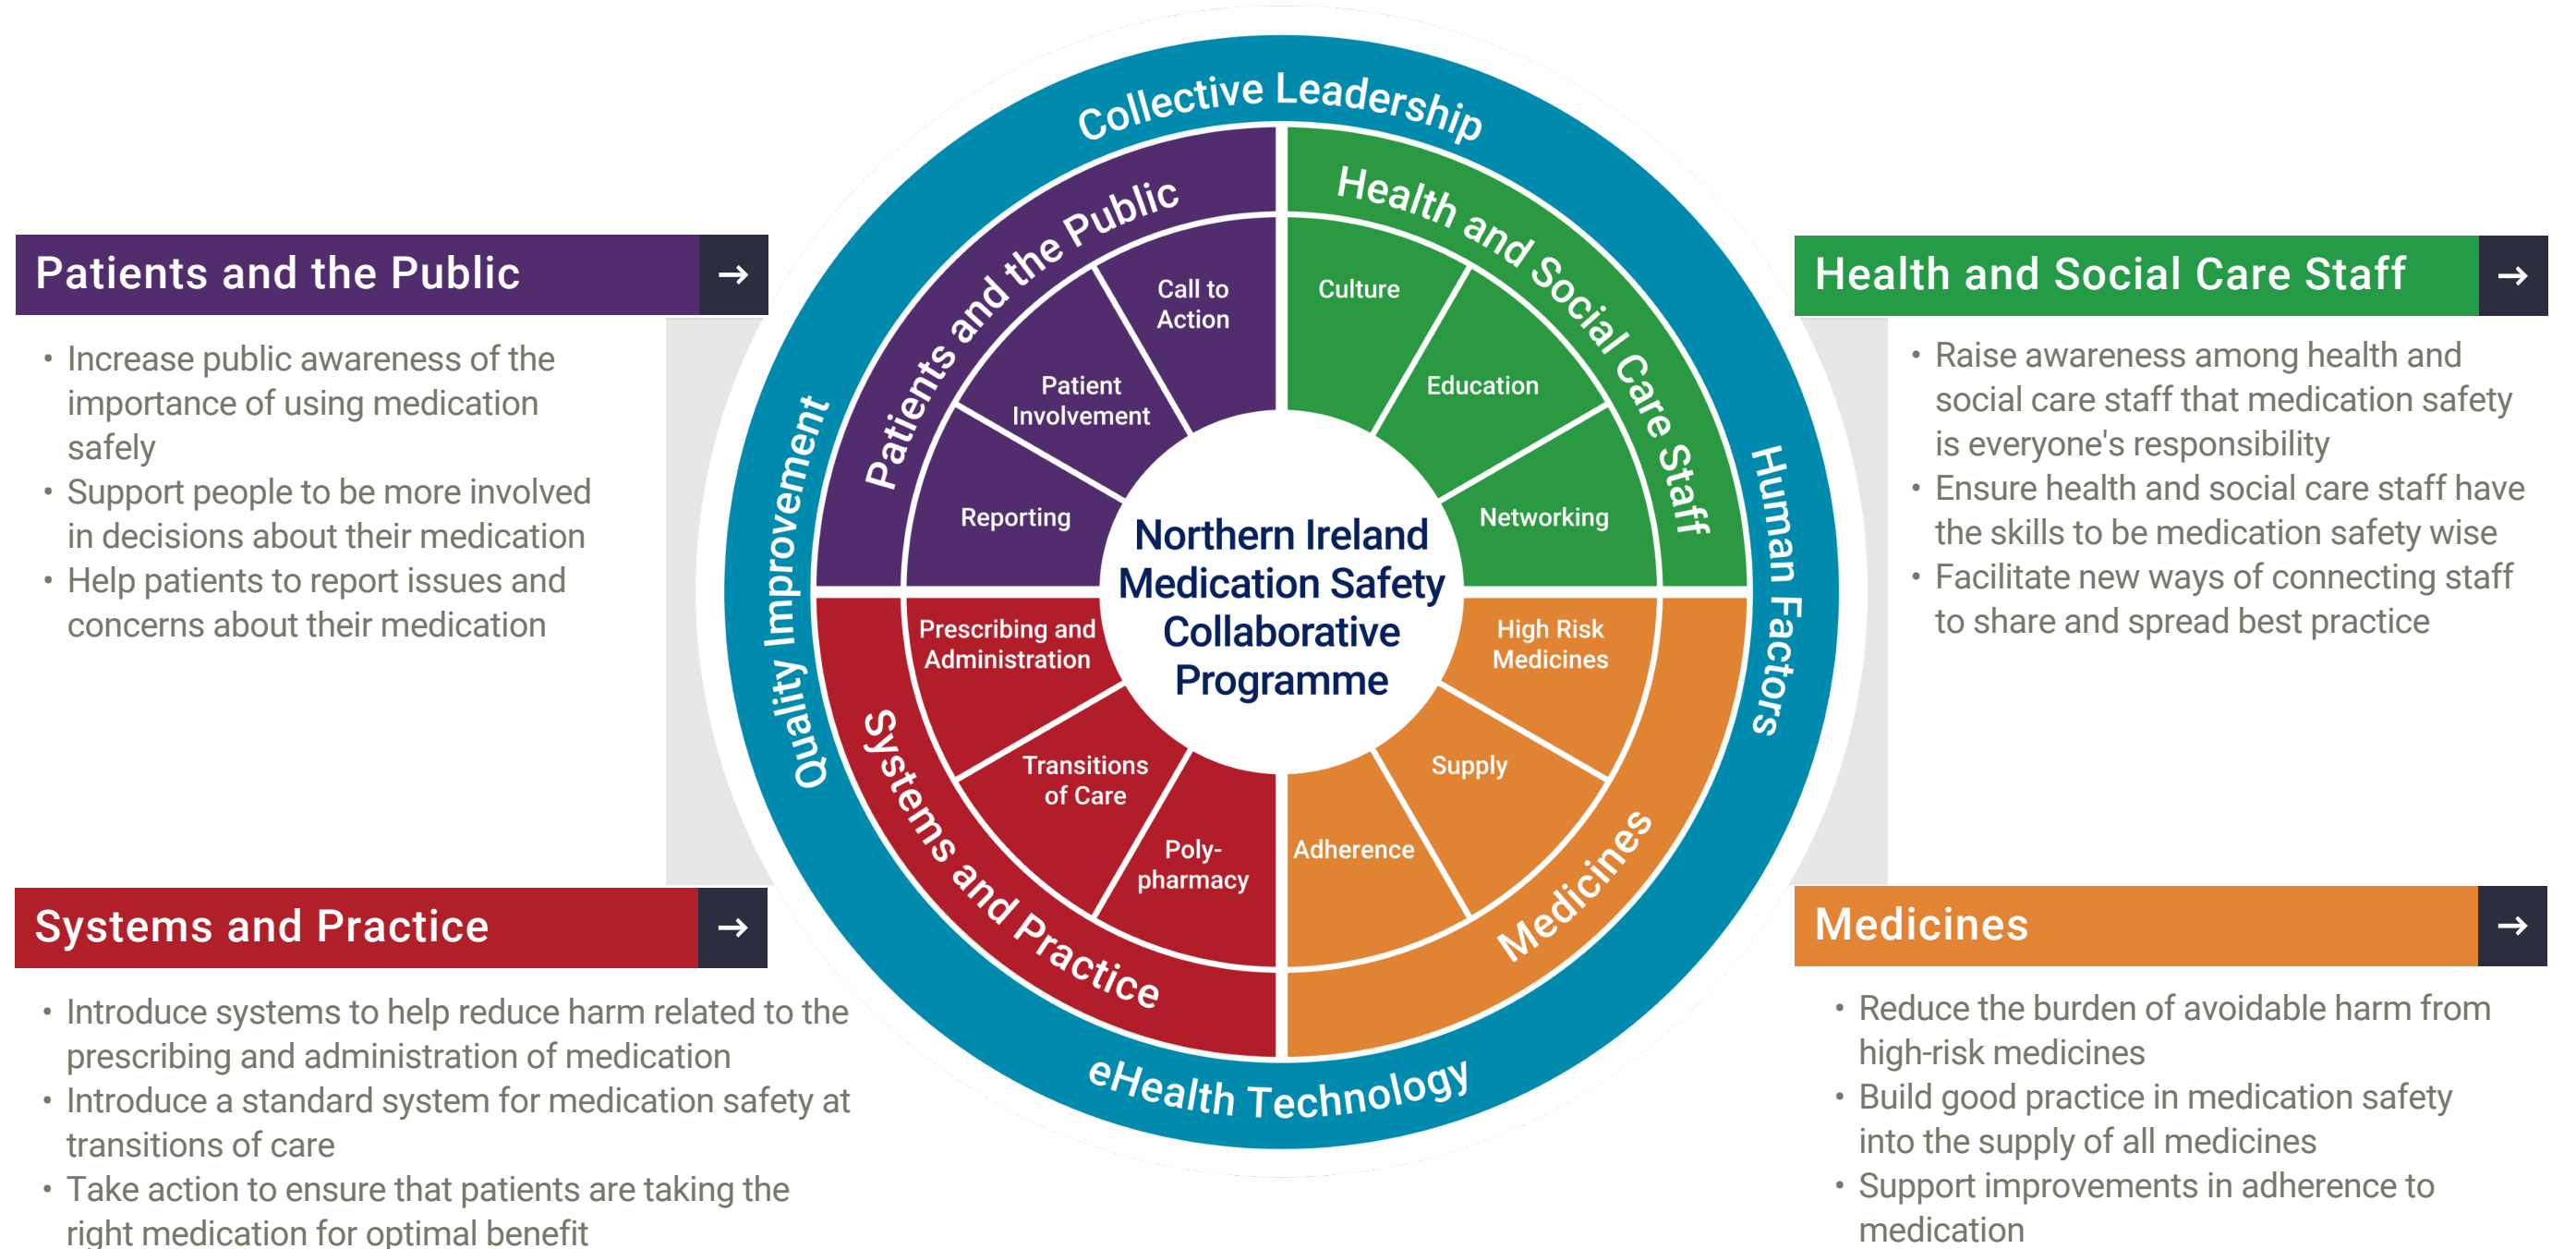 Collective Leadership
Quality Improvement
Human Factors
eHealth Technology
Patients and the Public
Call to
Action
Patient
Involvement
Reporting
Health and Social Care Staff
Culture
Education
Networking
Northern Ireland
Medication Safety
Collaborative
Programme
Systems and Practice
Prescribing and
Administration
Transitions
of Care
Poly-
pharmacy
Medicines
High Risk
Medicines
Supply
Adherence
Patients and the Public →
• Increase public awareness of the
importance of using medication
safely
• Support people to be more involved
in decisions about their medication
• Help patients to report issues and
concerns about their medication
Health and Social Care Staff →
• Raise awareness among health and
social care staff that medication safety
is everyone's responsibility
• Ensure health and social care staff have
the skills to be medication safety wise
• Facilitate new ways of connecting staff
to share and spread best practice
Systems and Practice →
• Introduce systems to help reduce harm related to the
prescribing and administration of medication
• Introduce a standard system for medication safety at
transitions of care
• Take action to ensure that patients are taking the
right medication for optimal benefit
Medicines →
• Reduce the burden of avoidable harm from
high-risk medicines
• Build good practice in medication safety
into the supply of all medicines
• Support improvements in adherence to
medication